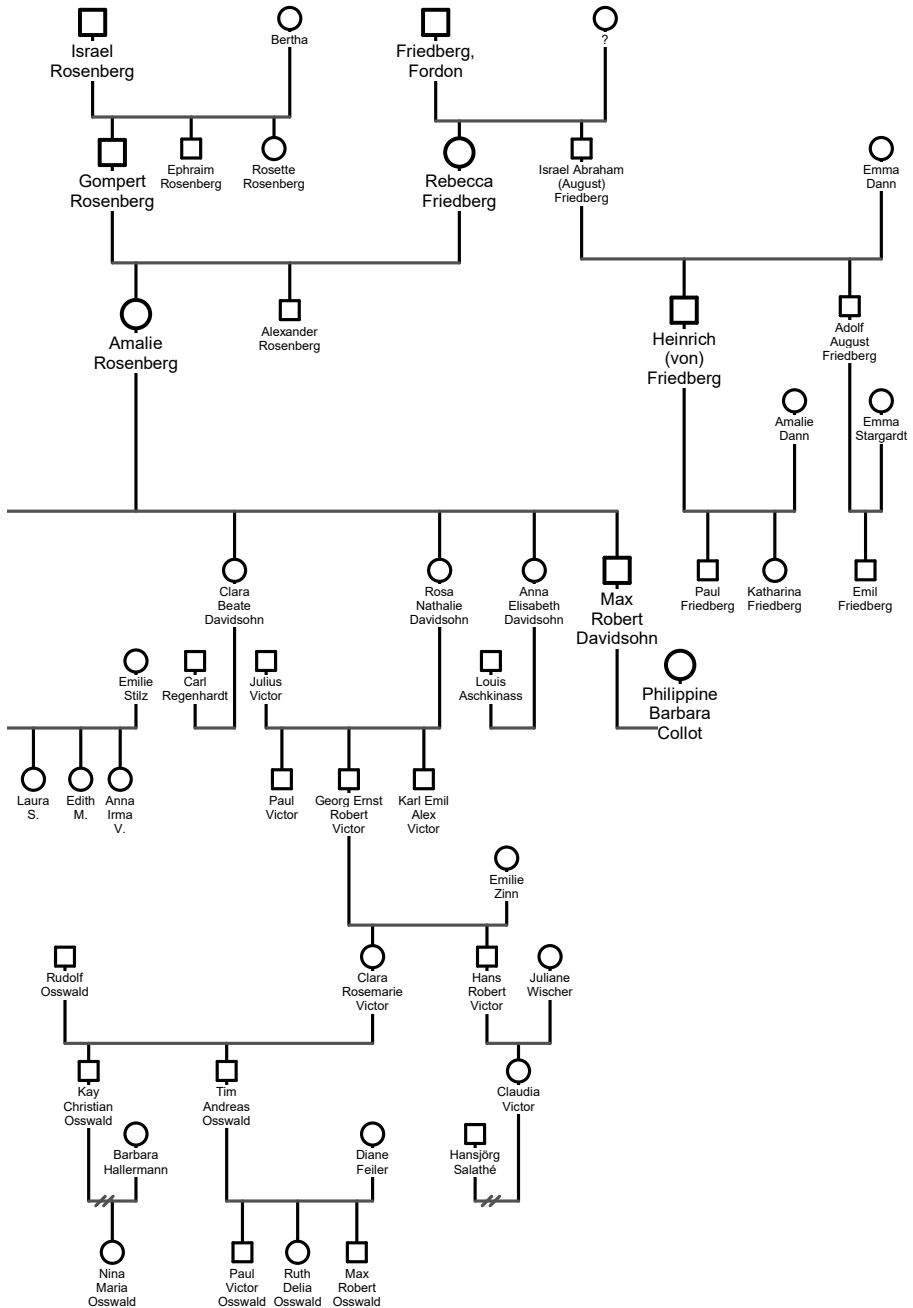 Israel
Rosenberg
Bertha
Friedberg,
Fordon
?
Gompert
Rosenberg
Ephraim
Rosenberg
Rosette
Rosenberg
Rebecca
Friedberg
Israel Abraham
(August)
Friedberg
Emma
Dann
Amalie
Rosenberg
Alexander
Rosenberg
Heinrich
(von)
Friedberg
Adolf
August
Friedberg
Amalie
Dann
Emma
Stargardt
Clara
Beate
Davidsohn
Rosa
Nathalie
Davidsohn
Anna
Elisabeth
Davidsohn
Max
Robert
Davidsohn
Paul
Friedberg
Katharina
Friedberg
Emil
Friedberg
Emilie
Stilz
Carl
Regenhardt
Julius
Victor
Louis
Aschkinass
Philippine
Barbara
Collot
Laura
S.
Edith
M.
Anna
Irma
V.
Paul
Victor
Georg Ernst
Robert
Victor
Karl Emil
Alex
Victor
Emilie
Zinn
Rudolf
Osswald
Clara
Rosemarie
Victor
Hans
Robert
Victor
Juliane
Wischer
Kay
Christian
Osswald
Tim
Andreas
Osswald
Claudia
Victor
Barbara
Hallermann
Diane
Feiler
Hansjörg
Salathé
Nina
Maria
Osswald
Paul
Victor
Osswald
Ruth
Delia
Osswald
Max
Robert
Osswald